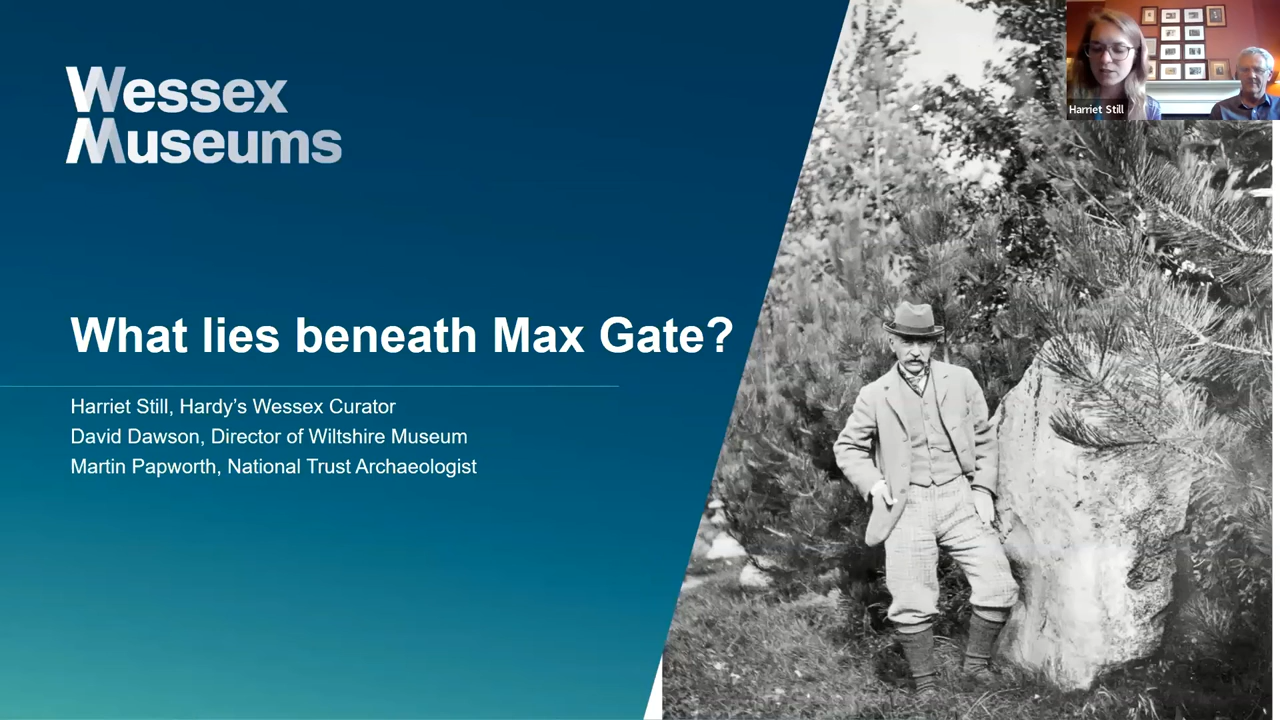 Wessex
Museums
Harriet Still
What lies beneath Max Gate?
Harriet Still, Hardy's Wessex Curator
David Dawson, Director of Wiltshire Museum
Martin Papworth, National Trust Archaeologist